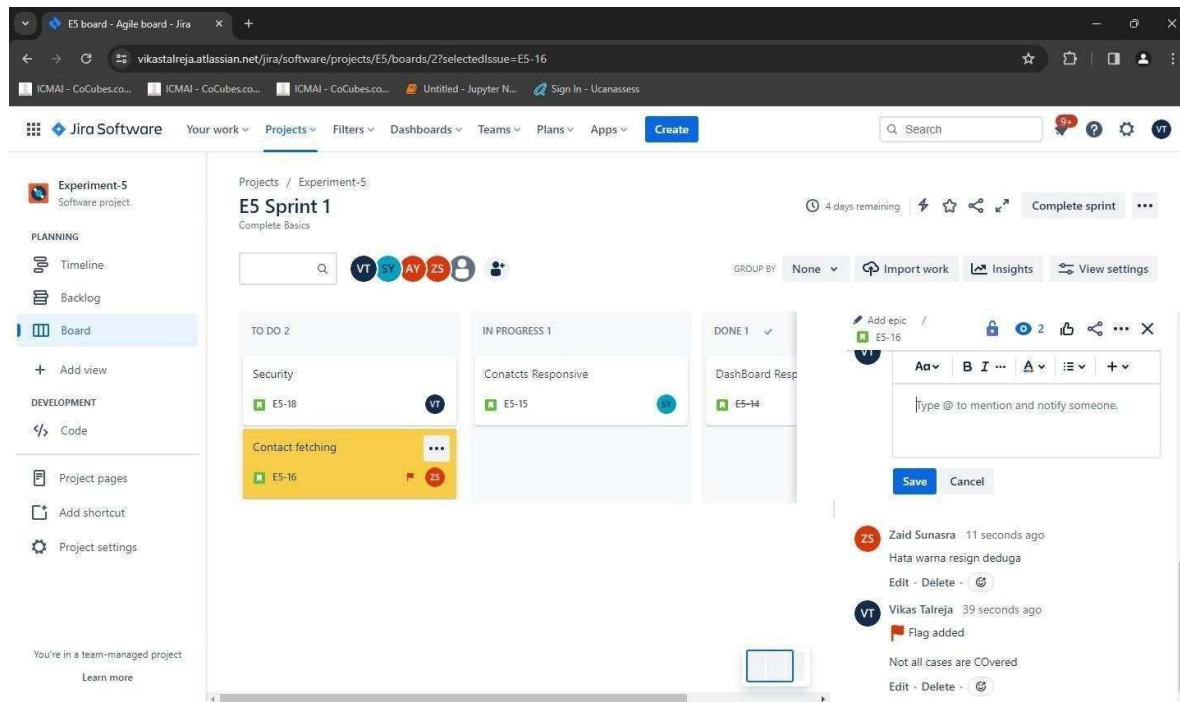 E5 board - Agile board - Jira
vikastalreja.atlassian.net/jira/software/projects/E5/boards/2?selectedIssue=E5-16
ICMAI - CoCubes.co... ICMAI - CoCubes.co... ICMAI - CoCubes.co... Untitled - Jupyter N... Sign In - Ucanassess
Jira Software Your work Projects Filters Dashboards Teams Plans Apps Create Search 9+ VT
Experiment-5
Software project
PLANNING
Timeline
Backlog
Board
Add view
DEVELOPMENT
Code
Project pages
Add shortcut
Project settings
You're in a team-managed project
Learn more
Projects / Experiment-5
E5 Sprint 1
Complete Basics
4 days remaining Complete sprint
VT SY AY ZS
GROUP BY None Import work Insights View settings
TO DO 2
Security
E5-18 VT
Contact fetching
E5-16 ZS
IN PROGRESS 1
Conatcts Responsive
E5-15 SY
DONE 1
DashBoard Resp
E5-14
Add epic /
E5-16
2
VT
Aa B I ... A
Type @ to mention and notify someone.
Save Cancel
ZS Zaid Sunasra 11 seconds ago
Hata warna resign deduga
Edit · Delete ·
VT Vikas Talreja 39 seconds ago
Flag added
Not all cases are COvered
Edit · Delete ·